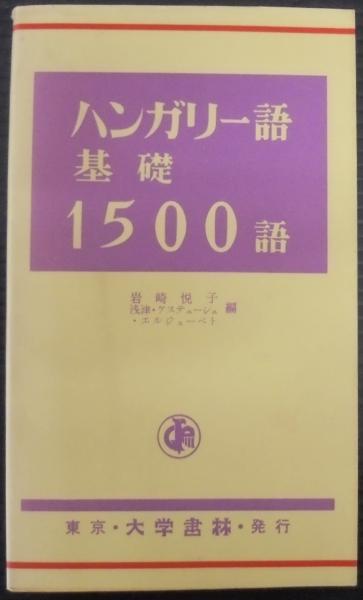 ハンガリー語
基礎
1500語
岩崎悦子
浅津・ケステューシュ
・エルジェーベト
編
東京・大学書林・発行